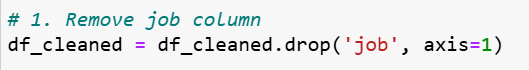 # 1. Remove job column
df_cleaned = df_cleaned.drop('job', axis=1)